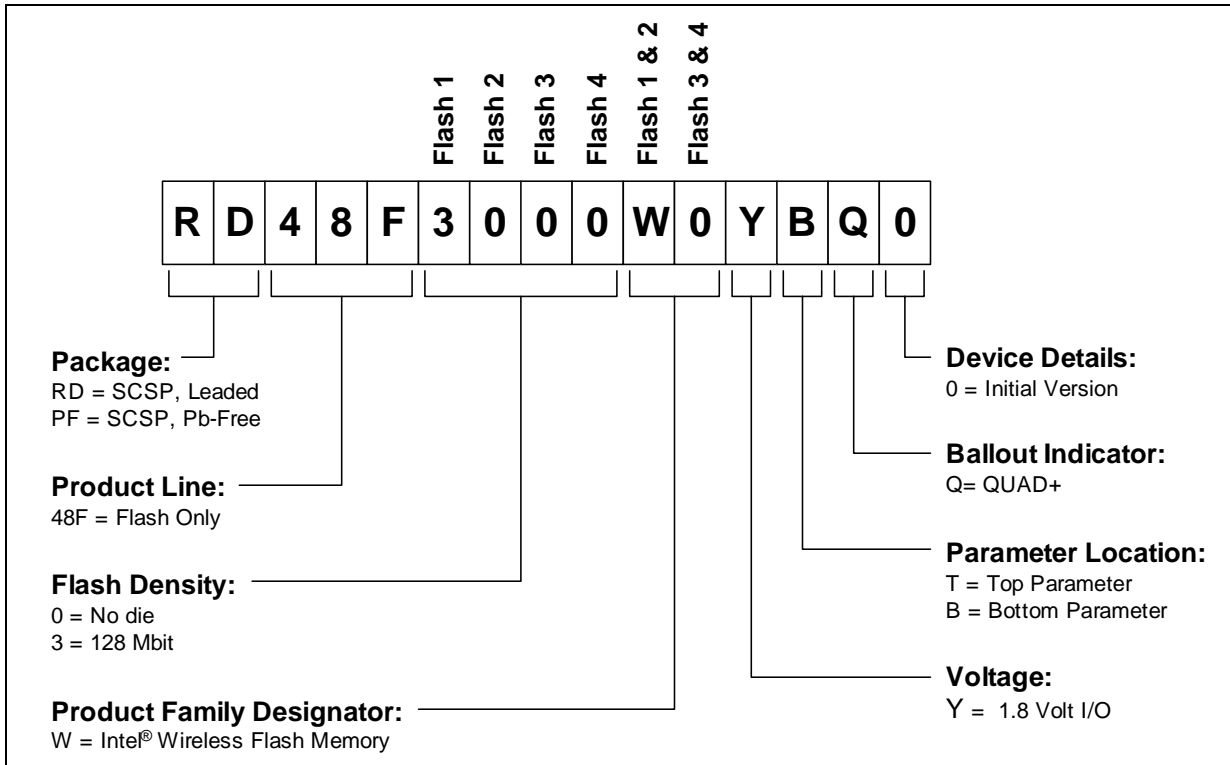 Flash 1
Flash 2
Flash 3
Flash 4
Flash 1 & 2
Flash 3 & 4
R D 4 8 F 3 0 0 0 W 0 Y B Q 0
Package:
RD = SCSP, Leaded
PF = SCSP, Pb-Free
Product Line:
48F = Flash Only
Flash Density:
0 = No die
3 = 128 Mbit
Product Family Designator:
W = Intel® Wireless Flash Memory
Device Details:
0 = Initial Version
Ballout Indicator:
Q= QUAD+
Parameter Location:
T = Top Parameter
B = Bottom Parameter
Voltage:
Y = 1.8 Volt I/O